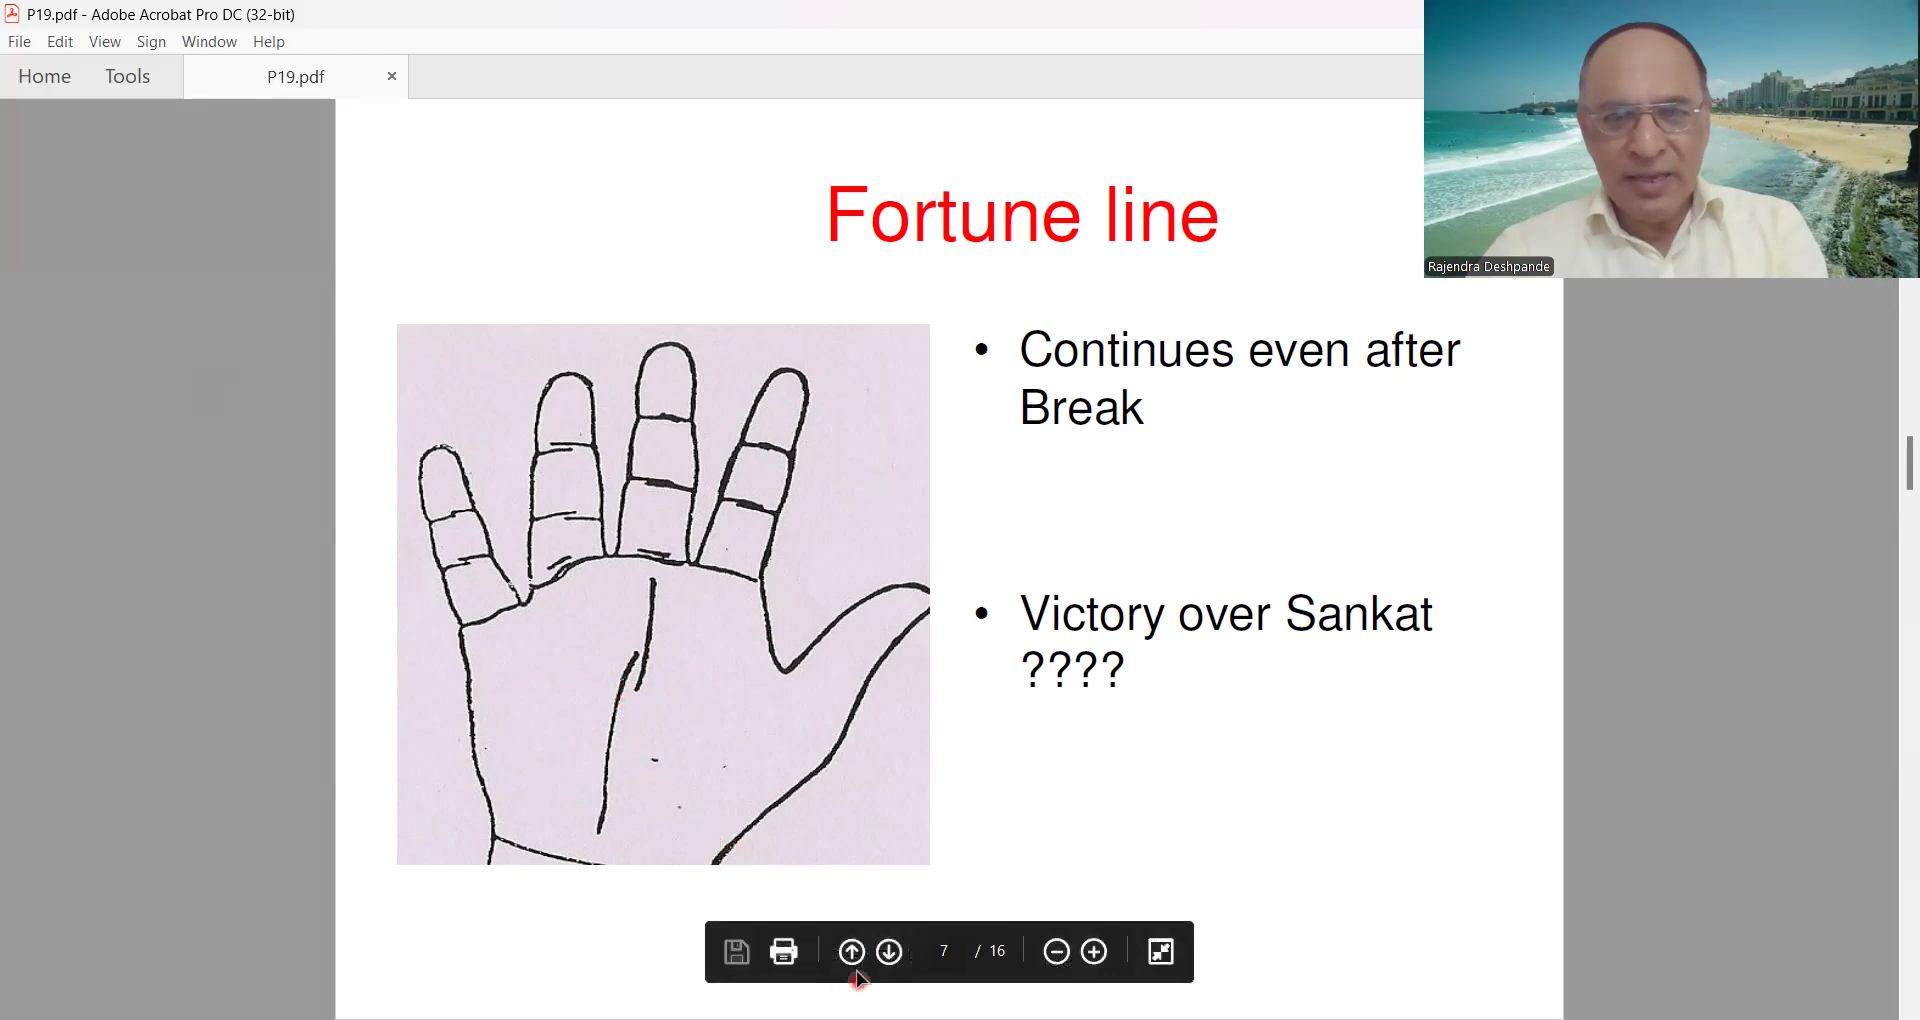 P19.pdf - Adobe Acrobat Pro DC (32-bit)
File Edit View Sign Window Help
Home Tools P19.pdf ×
Rajendra Deshpande
Fortune line
• Continues even after
Break
• Victory over Sankat
????
7 / 16